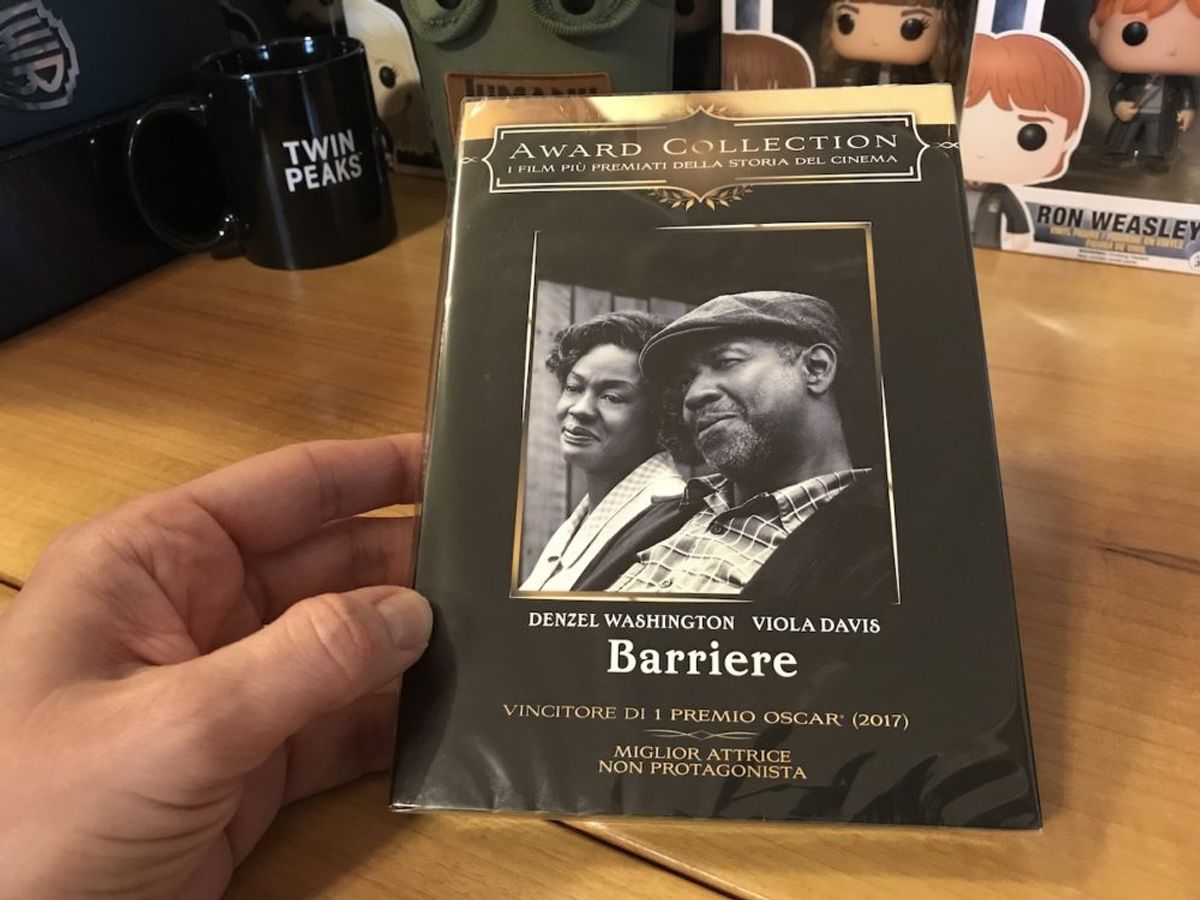 TWIN
PEAKS
JUMANJI
AWARD COLLECTION
I FILM PIÙ PREMIATI DELLA STORIA DEL CINEMA
RON WEASLEY
DENZEL WASHINGTON VIOLA DAVIS
Barriere
VINCITORE DI 1 PREMIO OSCAR® (2017)
MIGLIOR ATTRICE
NON PROTAGONISTA